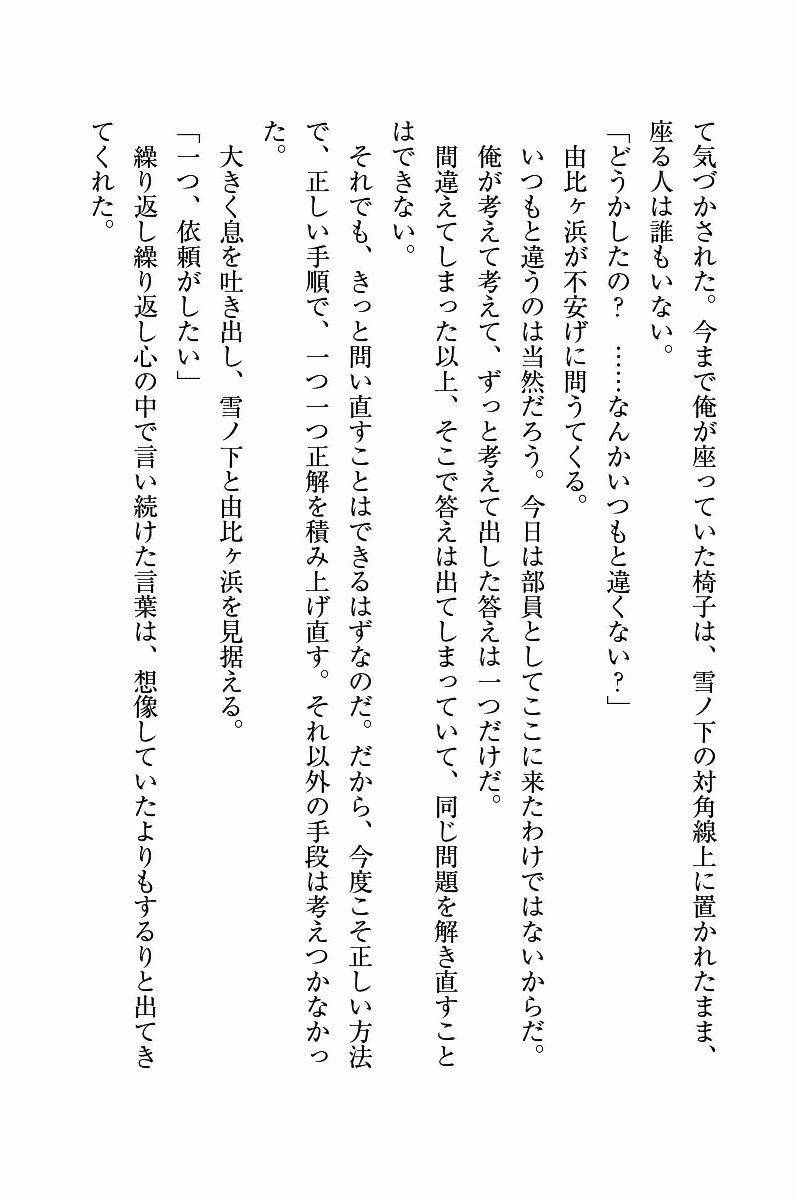 て気づかされた。今まで俺が座っていた椅子は、雪ノ下の対角線上に置かれたまま、
座る人は誰もいない。
「どうかしたの？　……なんかいつもと違くない？」
　由比ヶ浜が不安げに問うてくる。
　いつもと違うのは当然だろう。今日は部員としてここに来たわけではないからだ。
　俺が考えて考えて、ずっと考えて出した答えは一つだけだ。
　間違えてしまった以上、そこで答えは出てしまっていて、同じ問題を解き直すこと
はできない。
　それでも、きっと問い直すことはできるはずなのだ。だから、今度こそ正しい方法
で、正しい手順で、一つ一つ正解を積み上げ直す。それ以外の手段は考えつかなかっ
た。
　大きく息を吐き出し、雪ノ下と由比ヶ浜を見据える。
「一つ、依頼がしたい」
　繰り返し繰り返し心の中で言い続けた言葉は、想像していたよりもするりと出てき
てくれた。